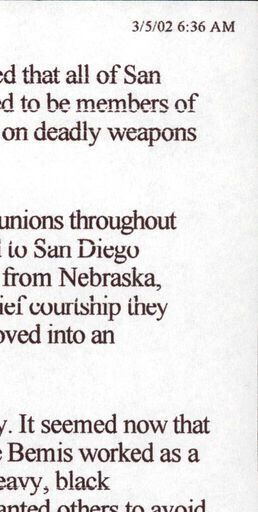 3/5/02 6:36 AM
ed that all of San
ed to be members of
on deadly weapons
unions throughout
to San Diego
from Nebraska,
ief courtship they
oved into an
y. It seemed now that
e Bemis worked as a
eavy, black
anted others to avoid